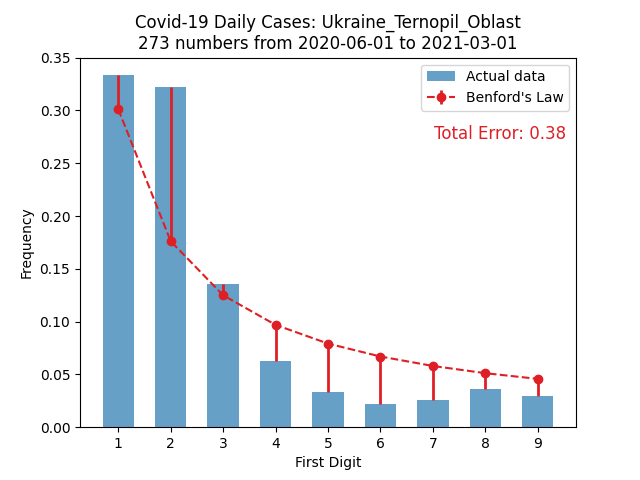 Covid-19 Daily Cases: Ukraine_Ternopil_Oblast
273 numbers from 2020-06-01 to 2021-03-01
Actual data
Benford's Law
Total Error: 0.38
Frequency
0.35
0.30
0.25
0.20
0.15
0.10
0.05
0.00
1 2 3 4 5 6 7 8 9
First Digit